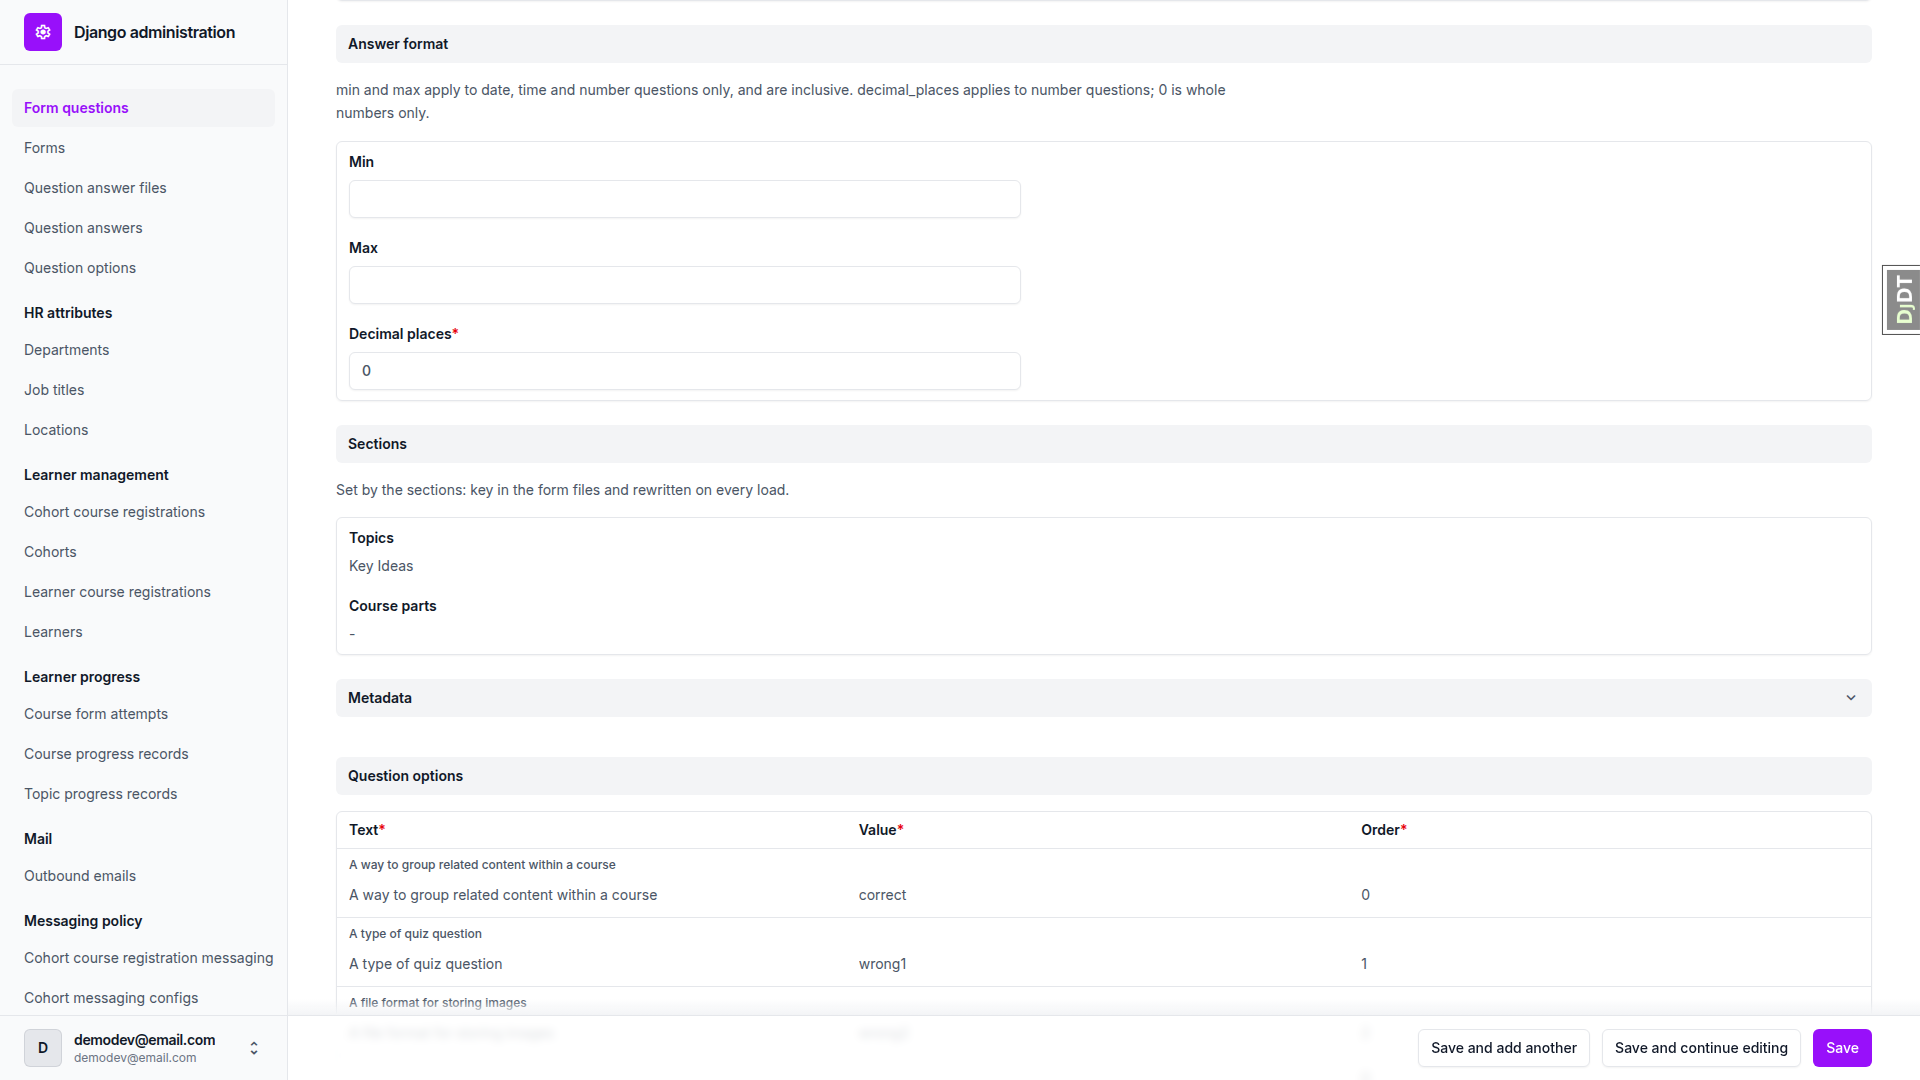 Django administration
Form questions
Forms
Question answer files
Question answers
Question options
HR attributes
Departments
Job titles
Locations
Learner management
Cohort course registrations
Cohorts
Learner course registrations
Learners
Learner progress
Course form attempts
Course progress records
Topic progress records
Mail
Outbound emails
Messaging policy
Cohort course registration messaging
Cohort messaging configs
D
demodev@email.com
demodev@email.com
Answer format
min and max apply to date, time and number questions only, and are inclusive. decimal_places applies to number questions; 0 is whole
numbers only.
Min
Max
Decimal places*
0
Sections
Set by the sections: key in the form files and rewritten on every load.
Topics
Key Ideas
Course parts
-
Metadata
Question options
Text* Value* Order*
A way to group related content within a course
A way to group related content within a course correct 0
A type of quiz question
A type of quiz question wrong1 1
A file format for storing images
Save and add another Save and continue editing Save
DjDT